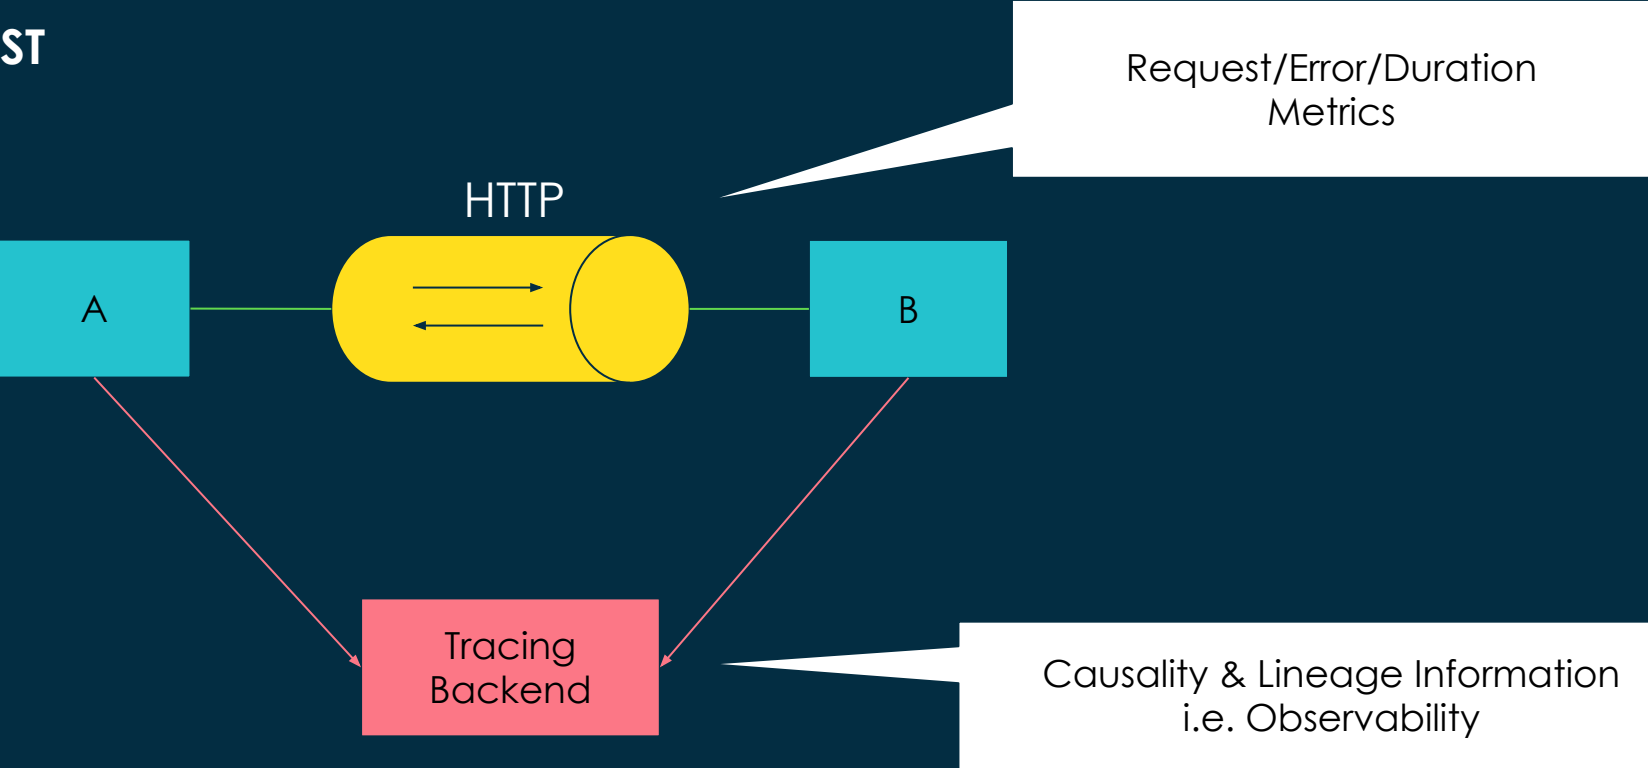 ST
Request/Error/Duration
Metrics
HTTP
A
B
Tracing
Backend
Causality & Lineage Information
i.e. Observability